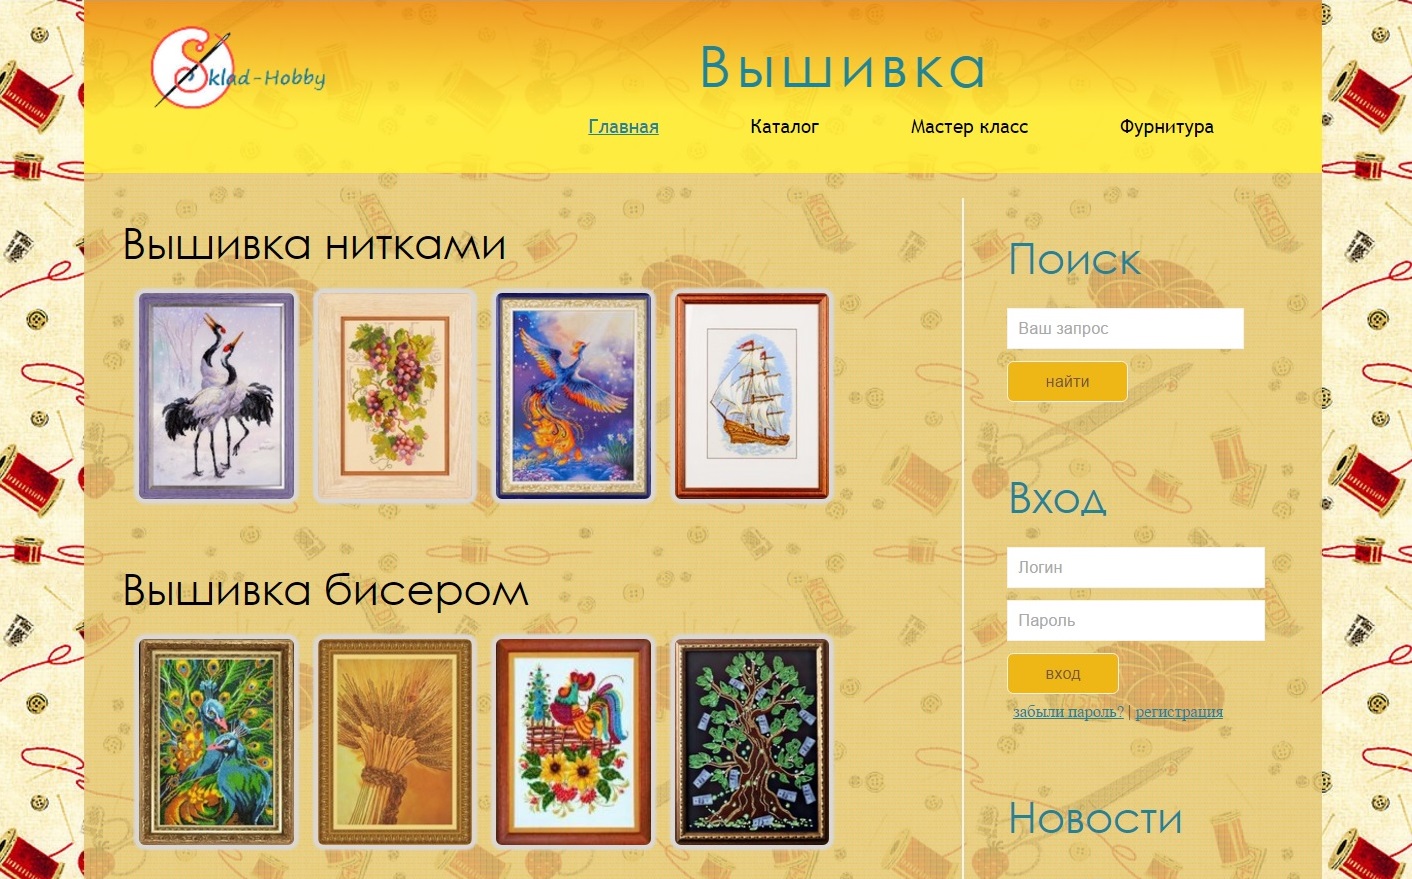 Sklad-Hobby
Вышивка
Главная
Каталог
Мастер класс
Фурнитура
Вышивка нитками
Вышивка бисером
Поиск
Ваш запрос
найти
Вход
Логин
Пароль
вход
забыли пароль? | регистрация
Новости